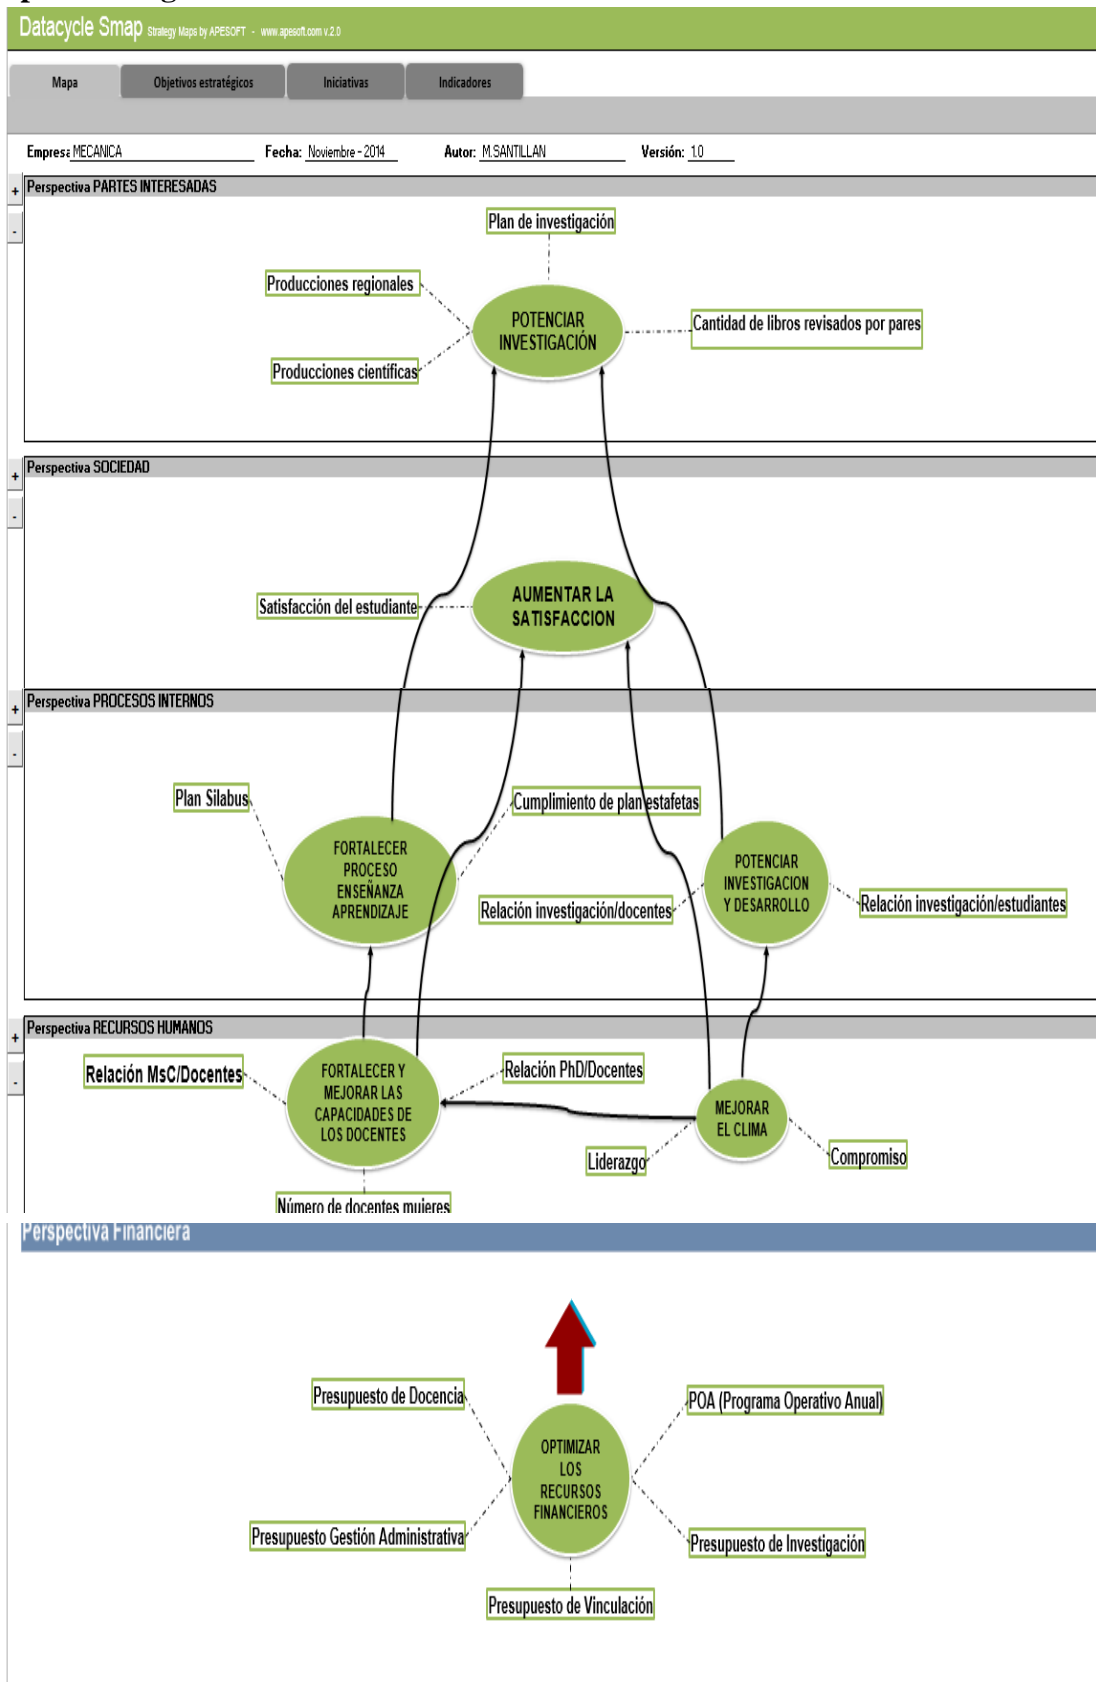 Datacycle Smap Strategy Maps by APESOFT - www.apesoft.com v.2.0
Mapa
Objetivos estratégicos
Iniciativas
Indicadores
Empresa MECANICA
Fecha: Noviembre - 2014
Autor: M.SANTILLAN
Versión: 1.0
+
Perspectiva PARTES INTERESADAS
-
Plan de investigación
Producciones regionales
POTENCIAR
INVESTIGACIÓN
Cantidad de libros revisados por pares
Producciones científicas
+
Perspectiva SOCIEDAD
-
AUMENTAR LA
SATISFACCION
Satisfacción del estudiante
+
Perspectiva PROCESOS INTERNOS
-
Plan Silabus
Cumplimiento de plan estafetas
FORTALECER
PROCESO
ENSEÑANZA
APRENDIZAJE
POTENCIAR
INVESTIGACION
Y DESARROLLO
Relación investigación/docentes
Relación investigación/estudiantes
+
Perspectiva RECURSOS HUMANOS
-
Relación MsC/Docentes
FORTALECER Y
MEJORAR LAS
CAPACIDADES DE
LOS DOCENTES
Relación PhD/Docentes
MEJORAR
EL CLIMA
Liderazgo
Compromiso
Número de docentes mujeres
Perspectiva Financiera
Presupuesto de Docencia
POA (Programa Operativo Anual)
OPTIMIZAR
LOS
RECURSOS
FINANCIEROS
Presupuesto Gestión Administrativa
Presupuesto de Investigación
Presupuesto de Vinculación